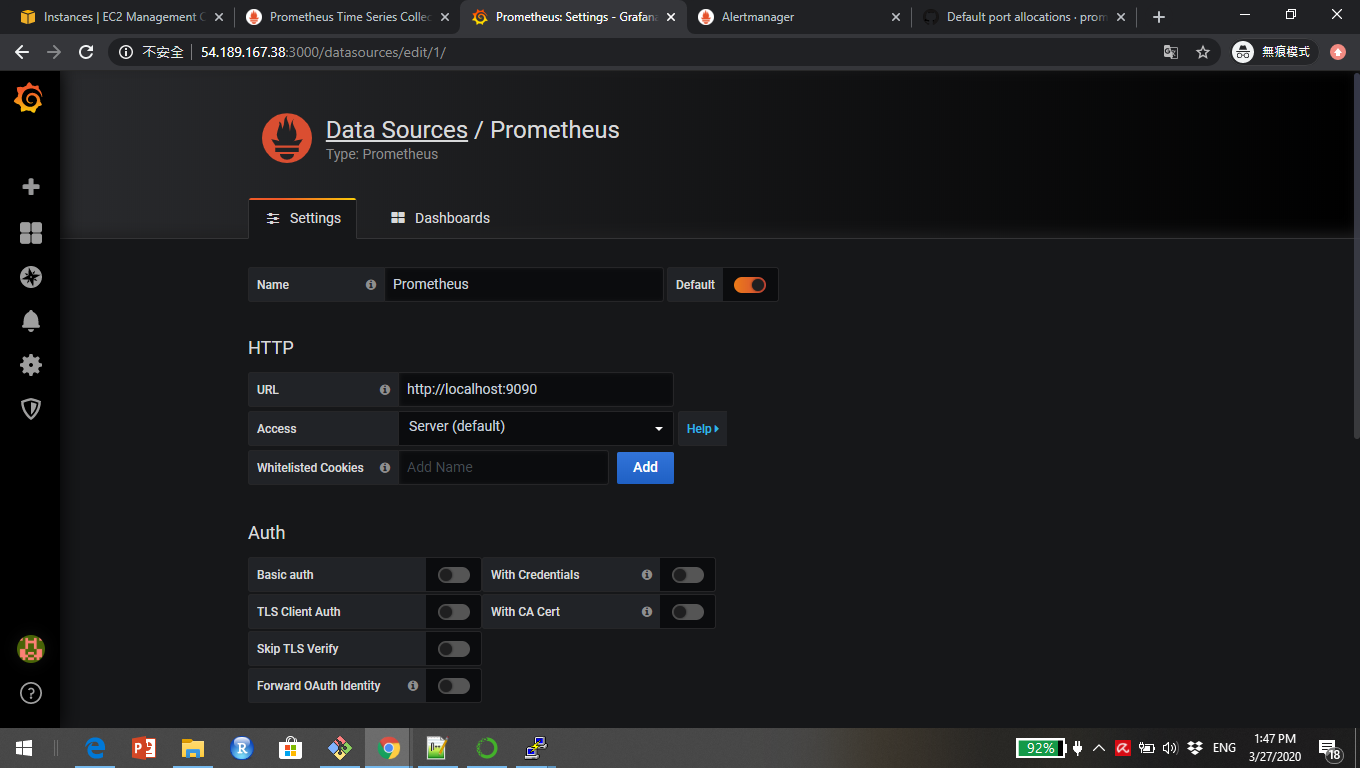 Instances | EC2 Management C
Prometheus Time Series Collec
Prometheus: Settings - Grafana
Alertmanager
Default port allocations · prom
不安全
54.189.167.38:3000/datasources/edit/1/
無痕模式
Data Sources / Prometheus
Type: Prometheus
Settings
Dashboards
Name
Prometheus
Default
HTTP
URL
http://localhost:9090
Access
Server (default)
Help
Whitelisted Cookies
Add Name
Add
Auth
Basic auth
With Credentials
TLS Client Auth
With CA Cert
Skip TLS Verify
Forward OAuth Identity
92%
ENG
1:47 PM
3/27/2020
18